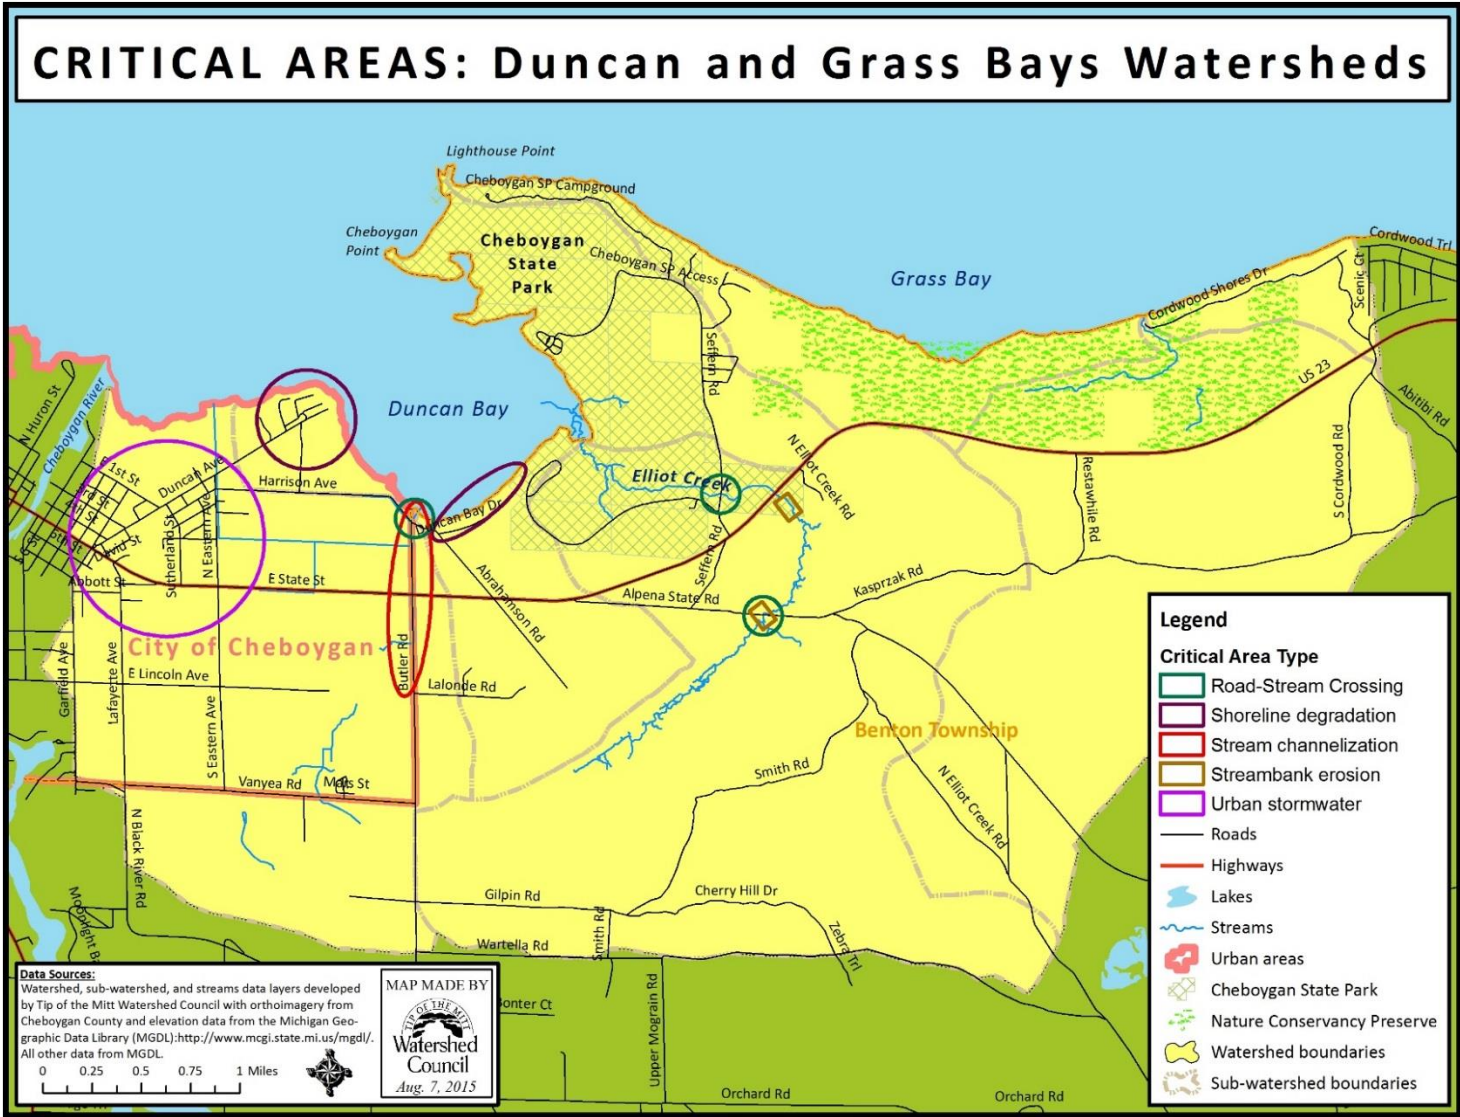 CRITICAL AREAS: Duncan and Grass Bays Watersheds
Lighthouse Point
Cheboygan SP Campground
Cheboygan
Point
Cheboygan
State
Park
Cheboygan SP Access
Grass Bay
Cordwood Trl
Cordwood Shores Dr
Scenic Ct
Seffern Rd
US 23
Abitibi Rd
N Huron St
Cheboygan River
Duncan Bay
N Elliot Creek Rd
Restawhile Rd
S Cordwood Rd
1st St
Duncan Ave
3rd St
Harrison Ave
Elliot Creek
Duncan Bay Dr
5th St
David St
Sutherland St
N Eastern Ave
Seffern Rd
Abbott St
E State St
Abrahamson Rd
Alpena State Rd
Kasprzak Rd
City of Cheboygan
Butler Rd
Garfield Ave
Lafayette Ave
E Lincoln Ave
Lalonde Rd
S Eastern Ave
Benton Township
Smith Rd
N Elliot Creek Rd
Vanyea Rd
N Black River Rd
Gilpin Rd
Cherry Hill Dr
Smith Rd
Zebra Trl
Wartella Rd
Bonter Ct
Upper Mograin Rd
Orchard Rd
Orchard Rd
Legend
Critical Area Type
Road-Stream Crossing
Shoreline degradation
Stream channelization
Streambank erosion
Urban stormwater
Roads
Highways
Lakes
Streams
Urban areas
Cheboygan State Park
Nature Conservancy Preserve
Watershed boundaries
Sub-watershed boundaries
Data Sources:
Watershed, sub-watershed, and streams data layers developed
by Tip of the Mitt Watershed Council with orthoimagery from
Cheboygan County and elevation data from the Michigan Geo-
graphic Data Library (MGDL):http://www.mcgi.state.mi.us/mgdl/.
All other data from MGDL.
0 0.25 0.5 0.75 1 Miles
MAP MADE BY
TIP OF THE MITT
Watershed
Council
Aug. 7, 2015